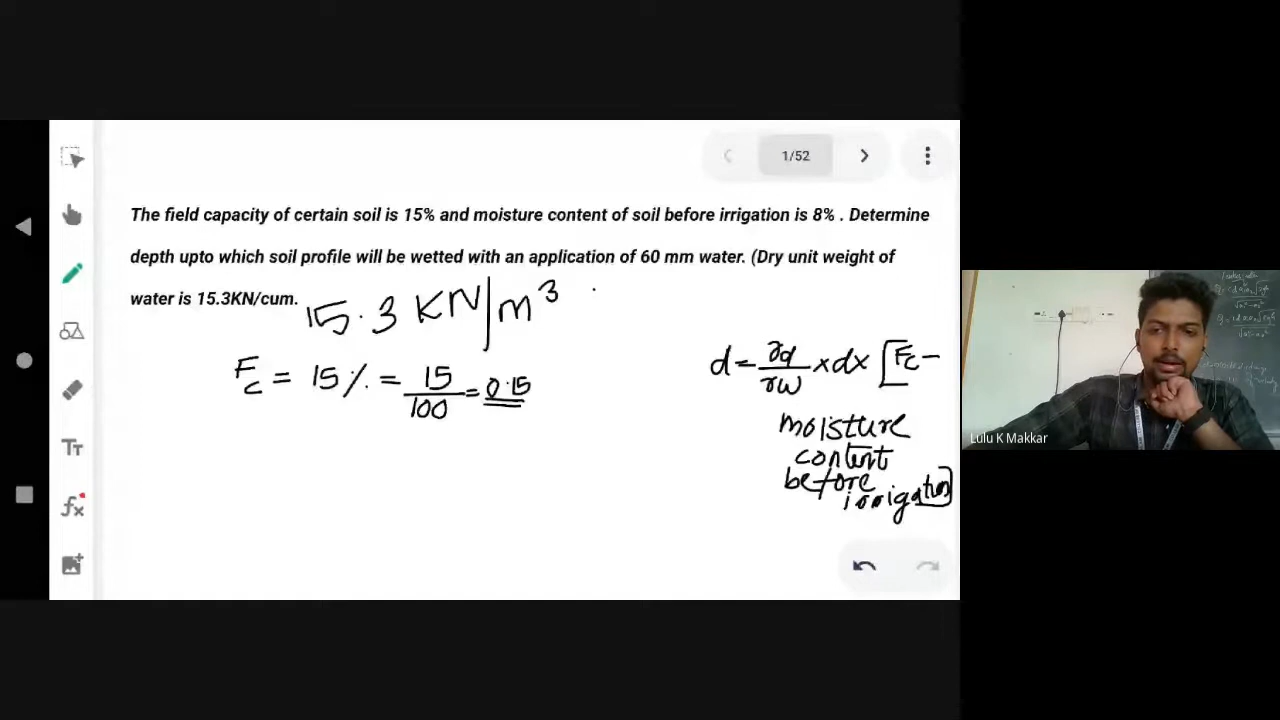 1/52
The field capacity of certain soil is 15% and moisture content of soil before irrigation is 8% . Determine
depth upto which soil profile will be wetted with an application of 60 mm water. (Dry unit weight of
water is 15.3KN/cum.
15.3 KN/m³
Fc = 15% = 15/100 = 0.15
d = γd/γw × d × [Fc -
moisture
content
before
irrigation]
Tт
fx
Lulu K Makkar